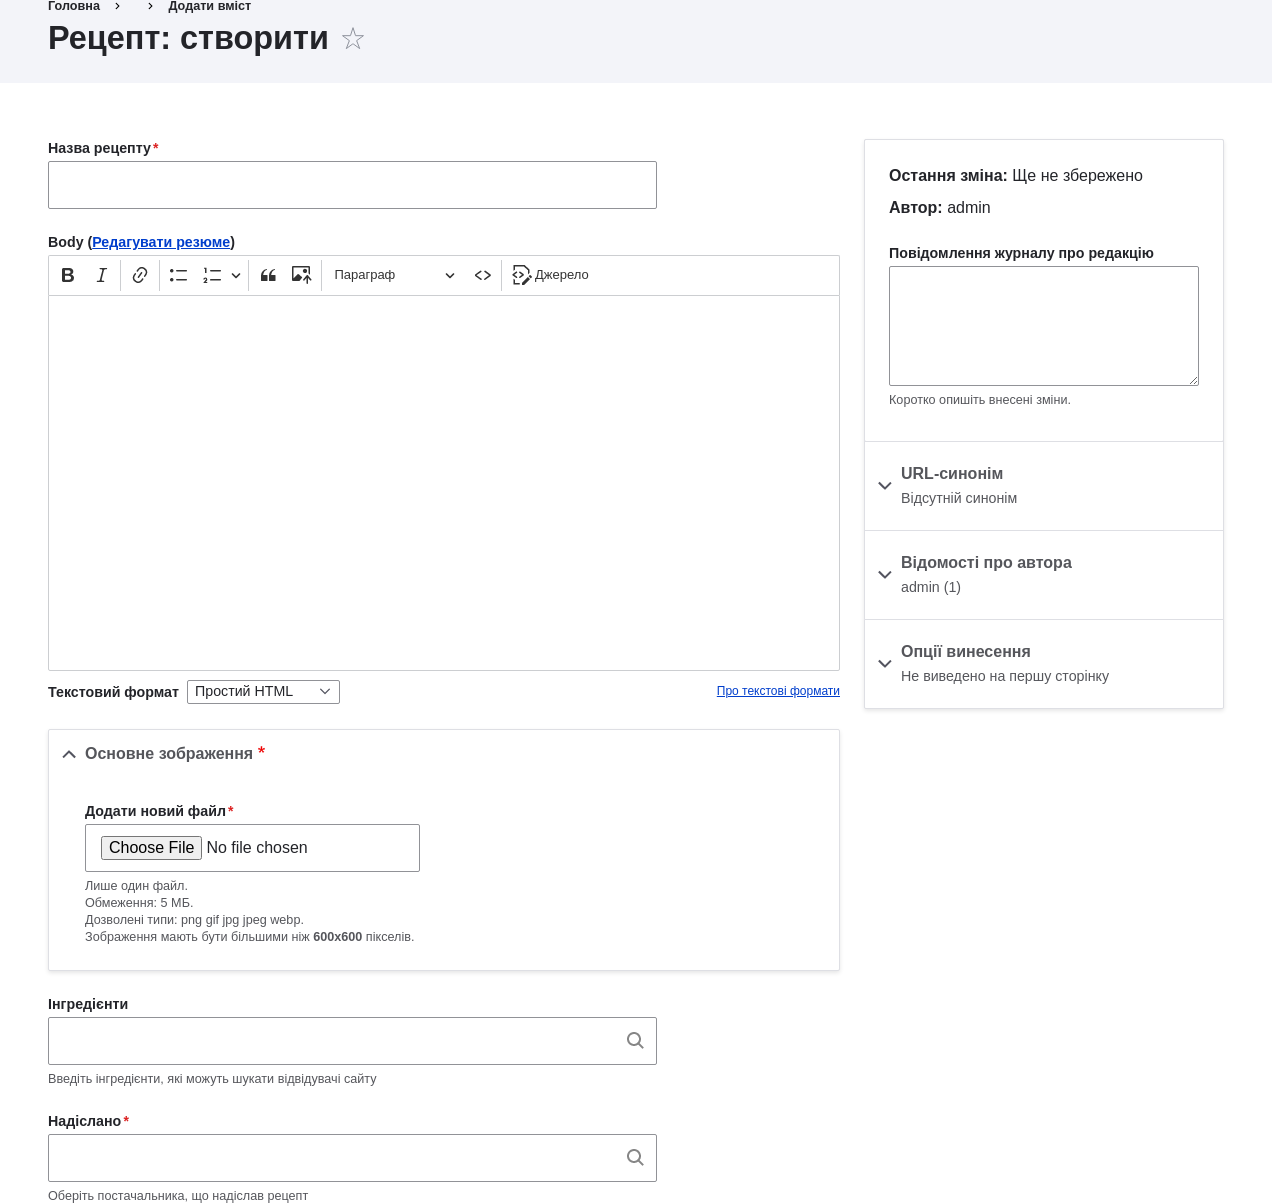 Головна › › Додати вміст
Рецепт: створити
Назва рецепту*
Body (Редагувати резюме)
Параграф
Джерело
Текстовий формат Простий HTML
Про текстові формати
Основне зображення *
Додати новий файл*
Choose File No file chosen
Лише один файл.
Обмеження: 5 МБ.
Дозволені типи: png gif jpg jpeg webp.
Зображення мають бути більшими ніж 600x600 пікселів.
Інгредієнти
Введіть інгредієнти, які можуть шукати відвідувачі сайту
Надіслано*
Оберіть постачальника, що надіслав рецепт
Остання зміна: Ще не збережено
Автор: admin
Повідомлення журналу про редакцію
Коротко опишіть внесені зміни.
URL-синонім
Відсутній синонім
Відомості про автора
admin (1)
Опції винесення
Не виведено на першу сторінку